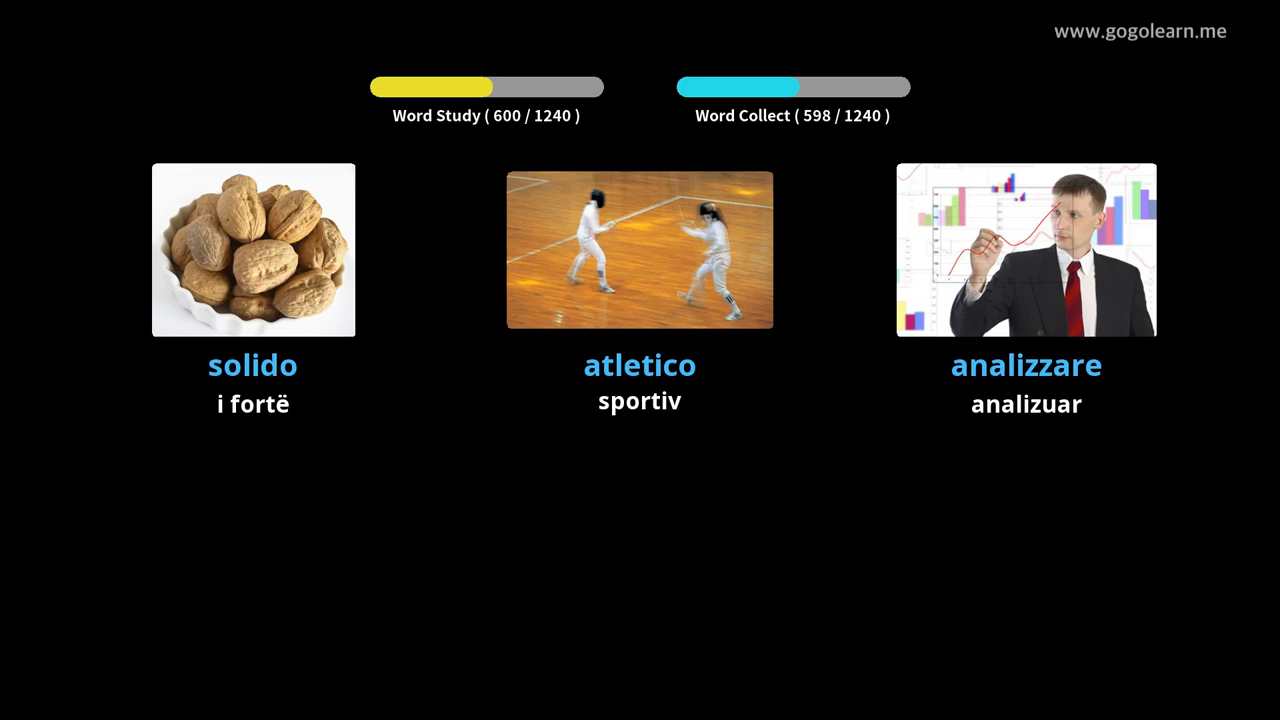 www.gogolearn.me
Word Study ( 600 / 1240 )
Word Collect ( 598 / 1240 )
solido
atletico
analizzare
i fortë
sportiv
analizuar